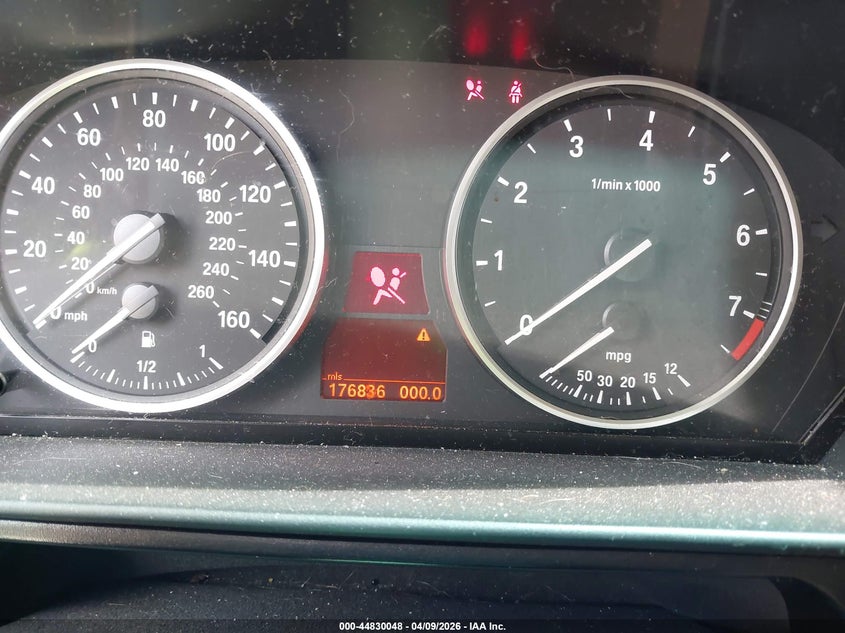 20 40 60 80 100 120 140 160
0 mph
0 km/h 20 40 60 80 100 120 140 160 180 200 220 240 260
0 1/2 1
mls
176836 000.0
0 1 2 3 4 5 6 7
1/min x 1000
mpg
50 30 20 15 12
000-44830048 - 04/09/2026 - IAA Inc.